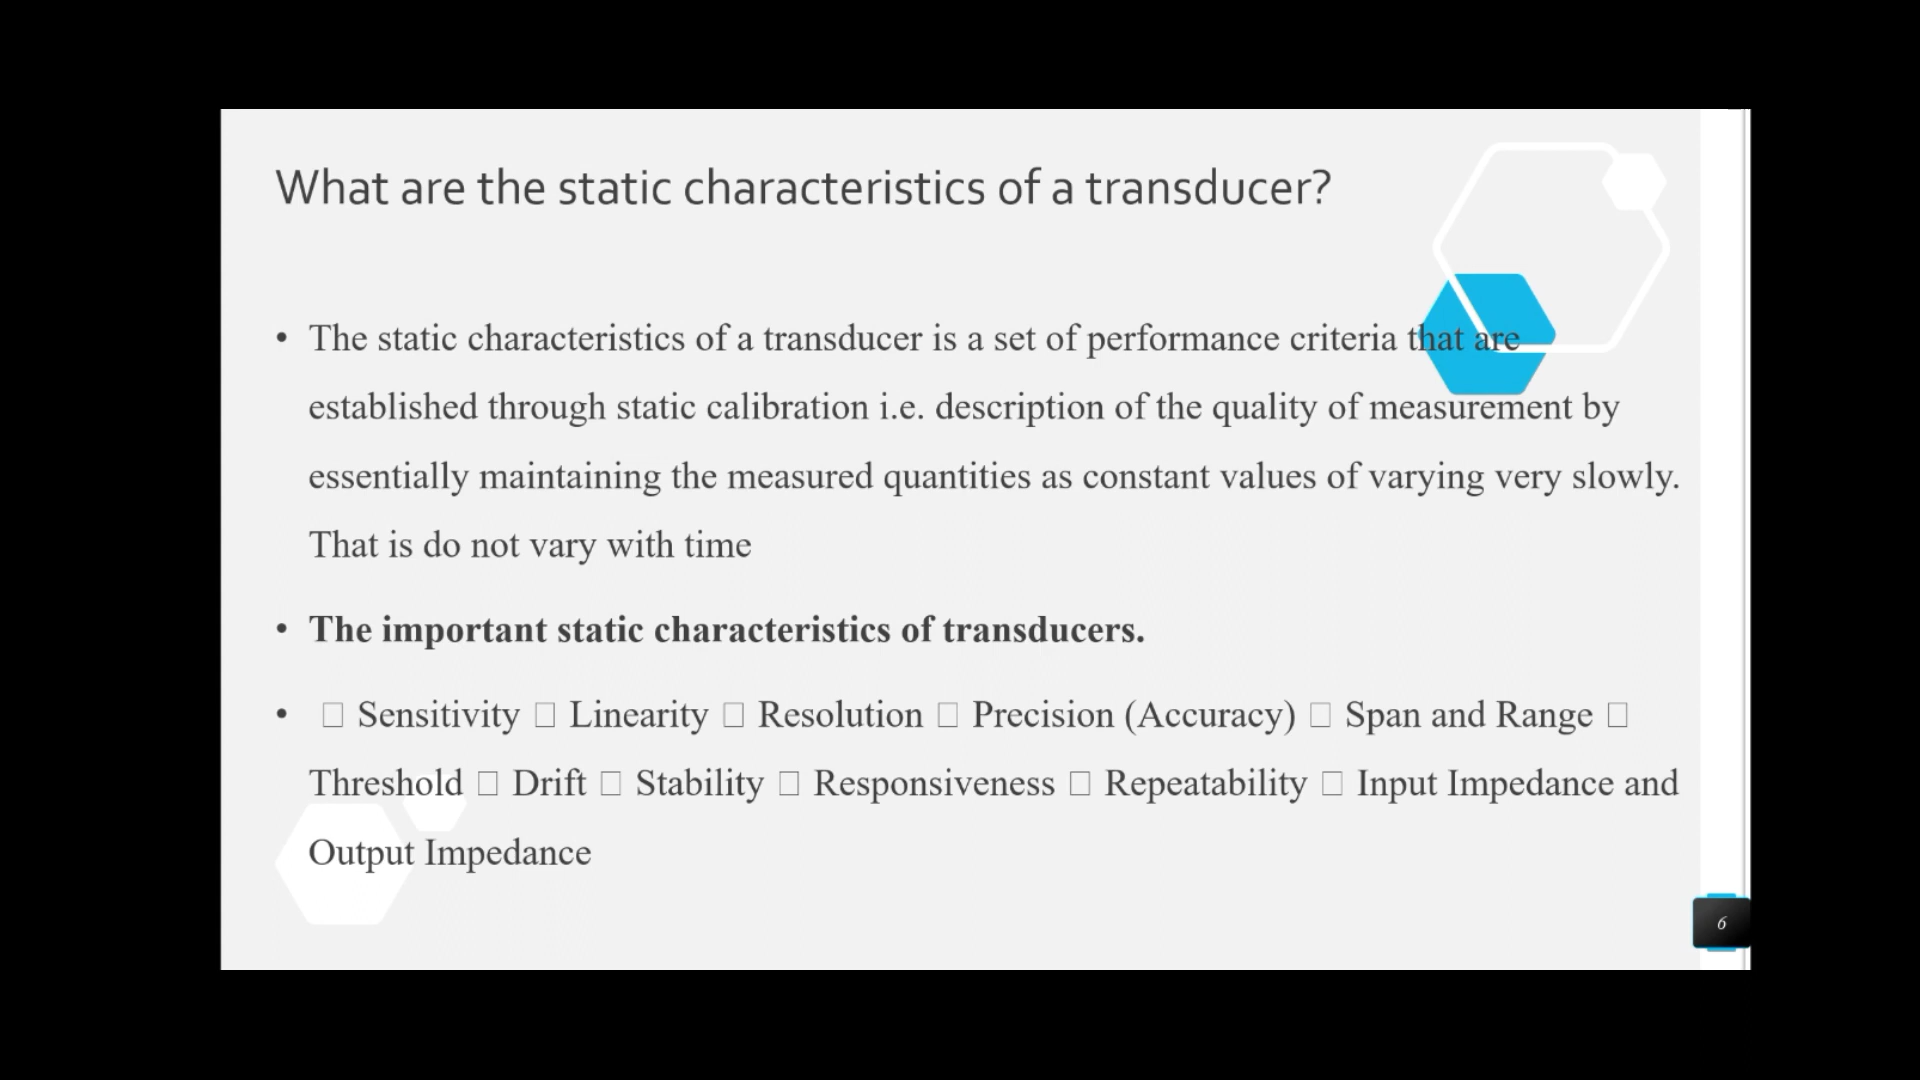 What are the static characteristics of a transducer?
• The static characteristics of a transducer is a set of performance criteria that are
established through static calibration i.e. description of the quality of measurement by
essentially maintaining the measured quantities as constant values of varying very slowly.
That is do not vary with time
• The important static characteristics of transducers.
• □ Sensitivity □ Linearity □ Resolution □ Precision (Accuracy) □ Span and Range □
Threshold □ Drift □ Stability □ Responsiveness □ Repeatability □ Input Impedance and
Output Impedance
6